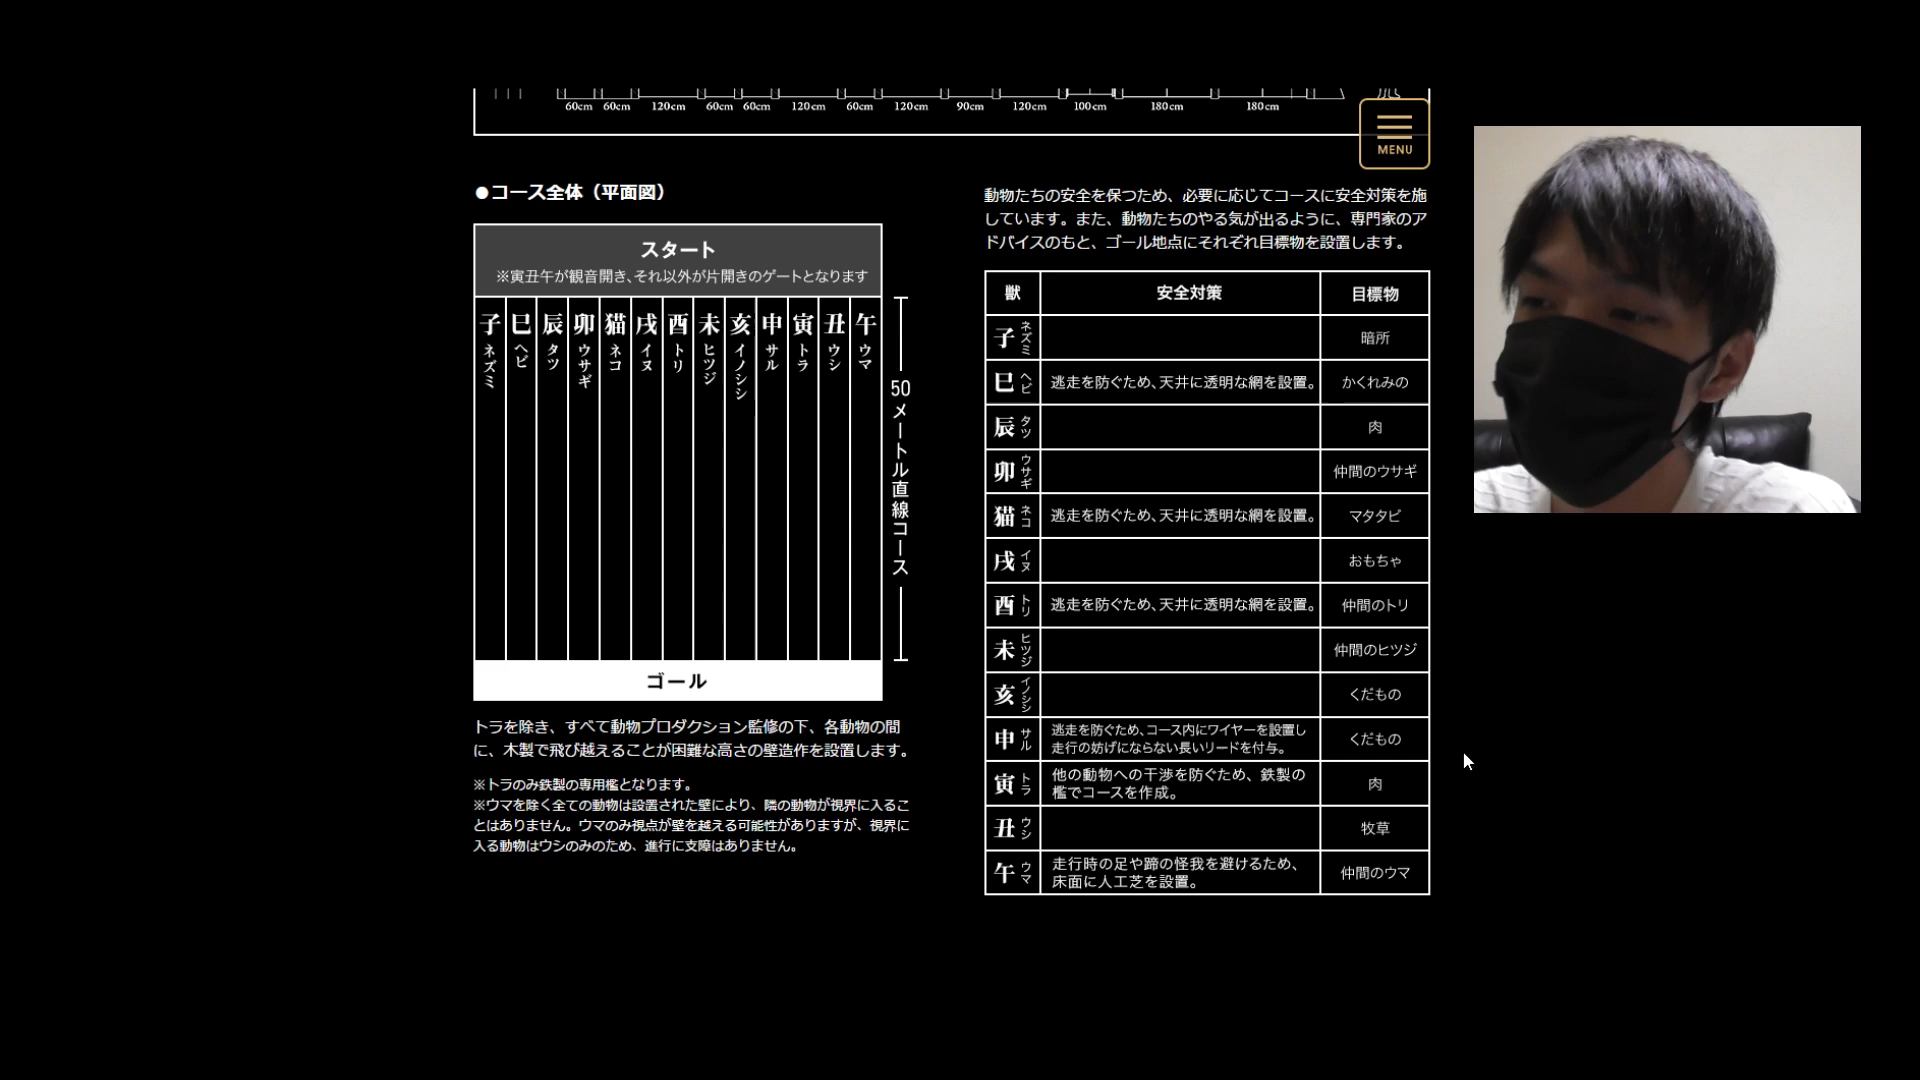 60cm 60cm 120cm 60cm 60cm 120cm 60cm 120cm 90cm 120cm 100cm 180cm 180cm
MENU
●コース全体（平面図）
スタート
※寅丑午が観音開き、それ以外が片開きのゲートとなります
子 巳 辰 卯 猫 戌 酉 未 亥 申 寅 丑 午
ネズミ ヘビ タツ ウサギ ネコ イヌ トリ ヒツジ イノシシ サル トラ ウシ ウマ
50メートル直線コース
ゴール
トラを除き、すべて動物プロダクション監修の下、各動物の間
に、木製で飛び越えることが困難な高さの壁造作を設置します。
※トラのみ鉄製の専用檻となります。
※ウマを除く全ての動物は設置された壁により、隣の動物が視界に入るこ
とはありません。ウマのみ視点が壁を越える可能性がありますが、視界に
入る動物はウシのみのため、進行に支障はありません。
動物たちの安全を保つため、必要に応じてコースに安全対策を施
しています。また、動物たちのやる気が出るように、専門家のア
ドバイスのもと、ゴール地点にそれぞれ目標物を設置します。
獣 安全対策 目標物
子 ネズミ 暗所
巳 ヘビ 逃走を防ぐため、天井に透明な網を設置。 かくれみの
辰 タツ 肉
卯 ウサギ 仲間のウサギ
猫 ネコ 逃走を防ぐため、天井に透明な網を設置。 マタタビ
戌 イヌ おもちゃ
酉 トリ 逃走を防ぐため、天井に透明な網を設置。 仲間のトリ
未 ヒツジ 仲間のヒツジ
亥 イノシシ くだもの
申 サル 逃走を防ぐため、コース内にワイヤーを設置し
走行の妨げにならない長いリードを付与。 くだもの
寅 トラ 他の動物への干渉を防ぐため、鉄製の
檻でコースを作成。 肉
丑 ウシ 牧草
午 ウマ 走行時の足や蹄の怪我を避けるため、
床面に人工芝を設置。 仲間のウマ